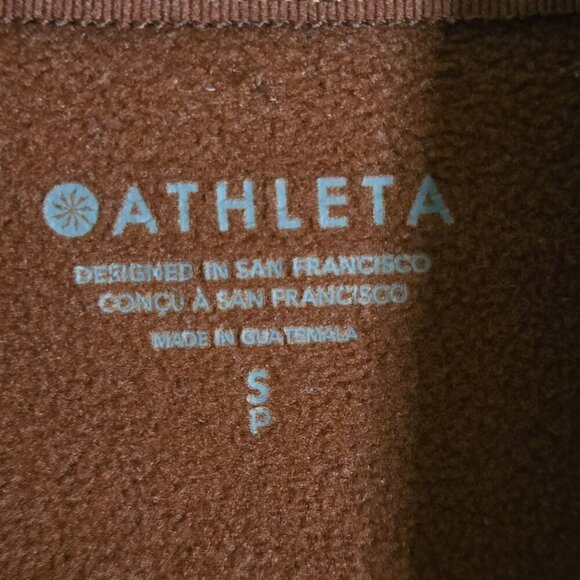 ATHLETA
DESIGNED IN SAN FRANCISCO
CONÇU À SAN FRANCISCO
MADE IN GUATEMALA
S
P